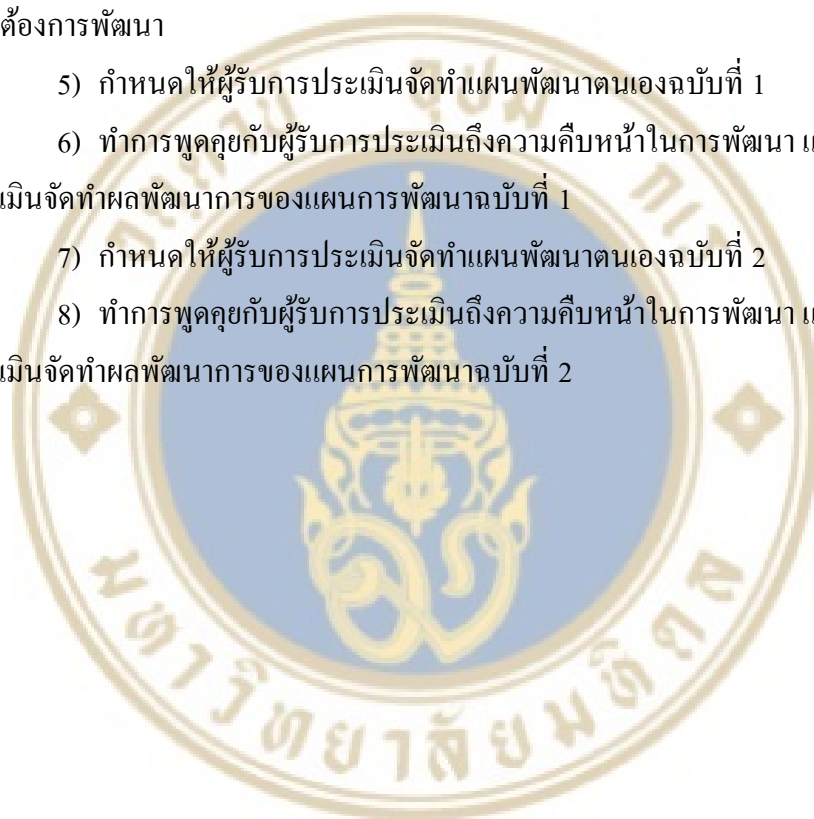 ต้องการพัฒนา
5) กำหนดให้ผู้รับการประเมินจัดทำแผนพัฒนาตนเองฉบับที่ 1
6) ทำการพูดคุยกับผู้รับการประเมินถึงความคืบหน้าในการพัฒนา แ
เมินจัดทำผลพัฒนาการของแผนการพัฒนาฉบับที่ 1
7) กำหนดให้ผู้รับการประเมินจัดทำแผนพัฒนาตนเองฉบับที่ 2
8) ทำการพูดคุยกับผู้รับการประเมินถึงความคืบหน้าในการพัฒนา แ
เมินจัดทำผลพัฒนาการของแผนการพัฒนาฉบับที่ 2
มหาวิทยาลัยมหิดล